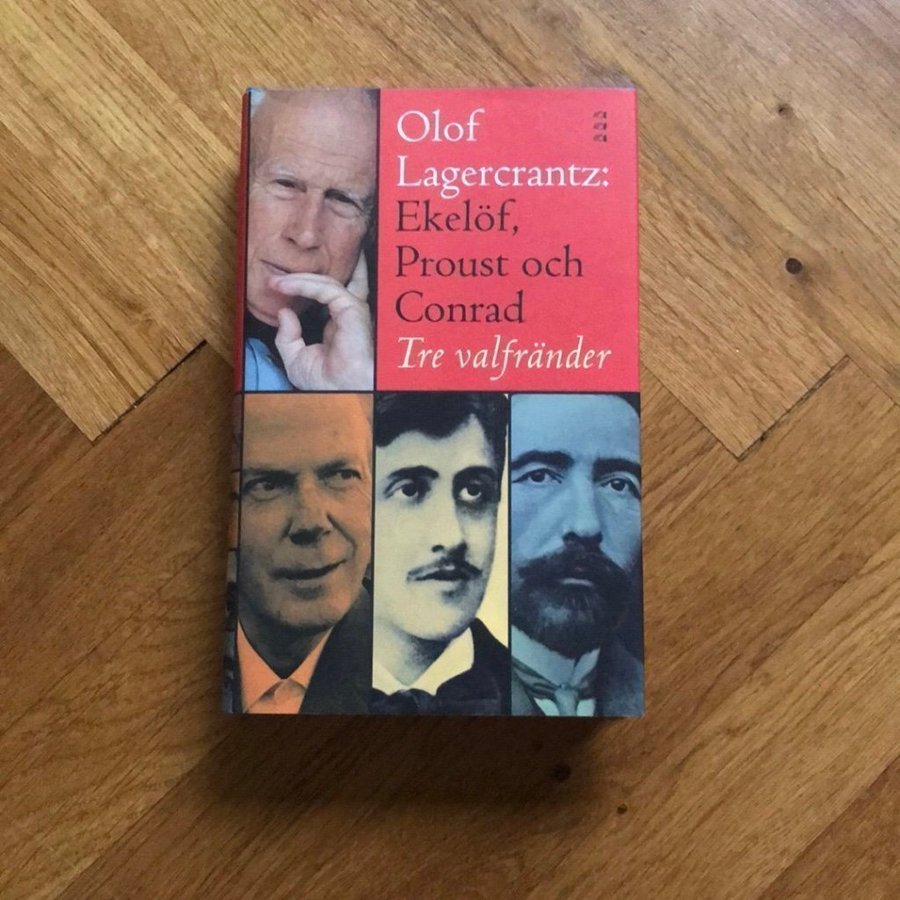 Olof
Lagercrantz:
Ekelöf,
Proust och
Conrad
Tre valfränder